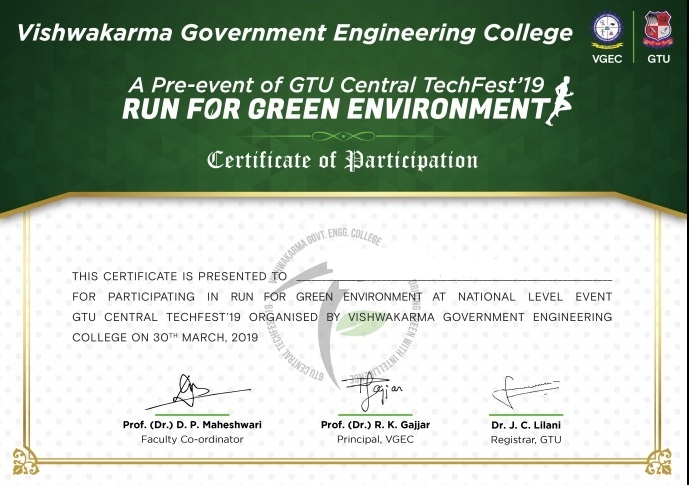 Vishwakarma Government Engineering College
VGEC
GTU
A Pre-event of GTU Central TechFest'19
RUN FOR GREEN ENVIRONMENT
Certificate of Participation
VISHWAKARMA GOVT. ENGG. COLLEGE
THIS CERTIFICATE IS PRESENTED TO
FOR PARTICIPATING IN RUN FOR GREEN ENVIRONMENT AT NATIONAL LEVEL EVENT
GTU CENTRAL TECHFEST'19 ORGANISED BY VISHWAKARMA GOVERNMENT ENGINEERING
COLLEGE ON 30TH MARCH, 2019
Gajjar
Prof. (Dr.) D. P. Maheshwari
Faculty Co-ordinator
Prof. (Dr.) R. K. Gajjar
Principal, VGEC
Dr. J. C. Lilani
Registrar, GTU